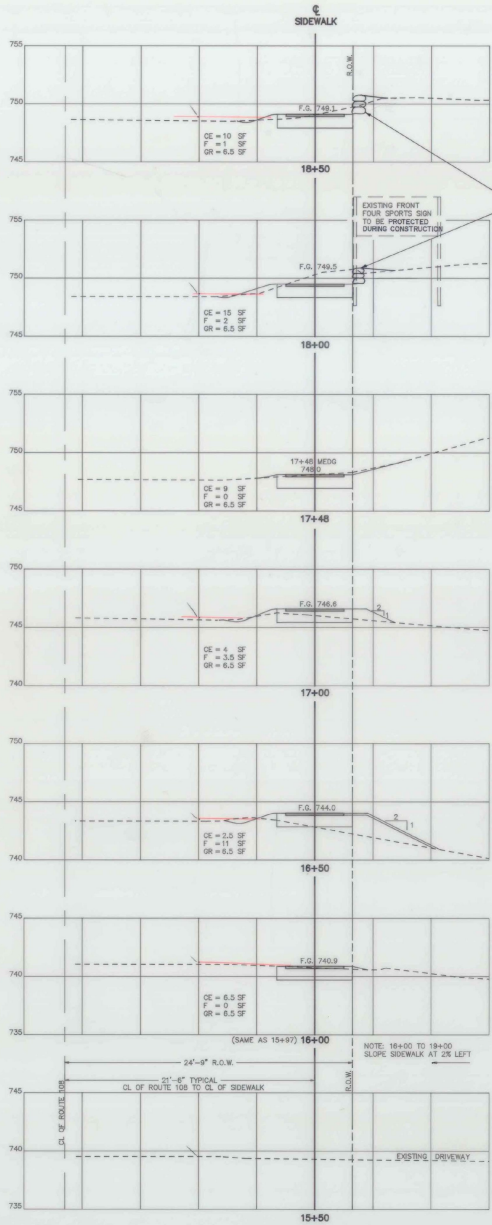 ℄
SIDEWALK
R.O.W.
755
750
745
F.G. 749.1
CE = 10 SF
F = 1 SF
GR = 6.5 SF
18+50
755
750
745
EXISTING FRONT
FOUR SPORTS SIGN
TO BE PROTECTED
DURING CONSTRUCTION
F.G. 749.5
CE = 15 SF
F = 2 SF
GR = 6.5 SF
18+00
755
750
745
17+48 MEDG
748.0
CE = 9 SF
F = 0 SF
GR = 6.5 SF
17+48
750
745
740
F.G. 746.6
2
1
CE = 4 SF
F = 3.5 SF
GR = 6.5 SF
17+00
750
745
740
F.G. 744.0
2
1
CE = 2.5 SF
F = 11 SF
GR = 6.5 SF
16+50
745
740
735
F.G. 740.9
CE = 6.5 SF
F = 0 SF
GR = 6.5 SF
(SAME AS 15+97) 16+00
NOTE: 16+00 TO 19+00
SLOPE SIDEWALK AT 2% LEFT
24'-9" R.O.W.
21'-6" TYPICAL
CL OF ROUTE 108 TO CL OF SIDEWALK
CL OF ROUTE 108
R.O.W.
745
740
735
EXISTING DRIVEWAY
15+50